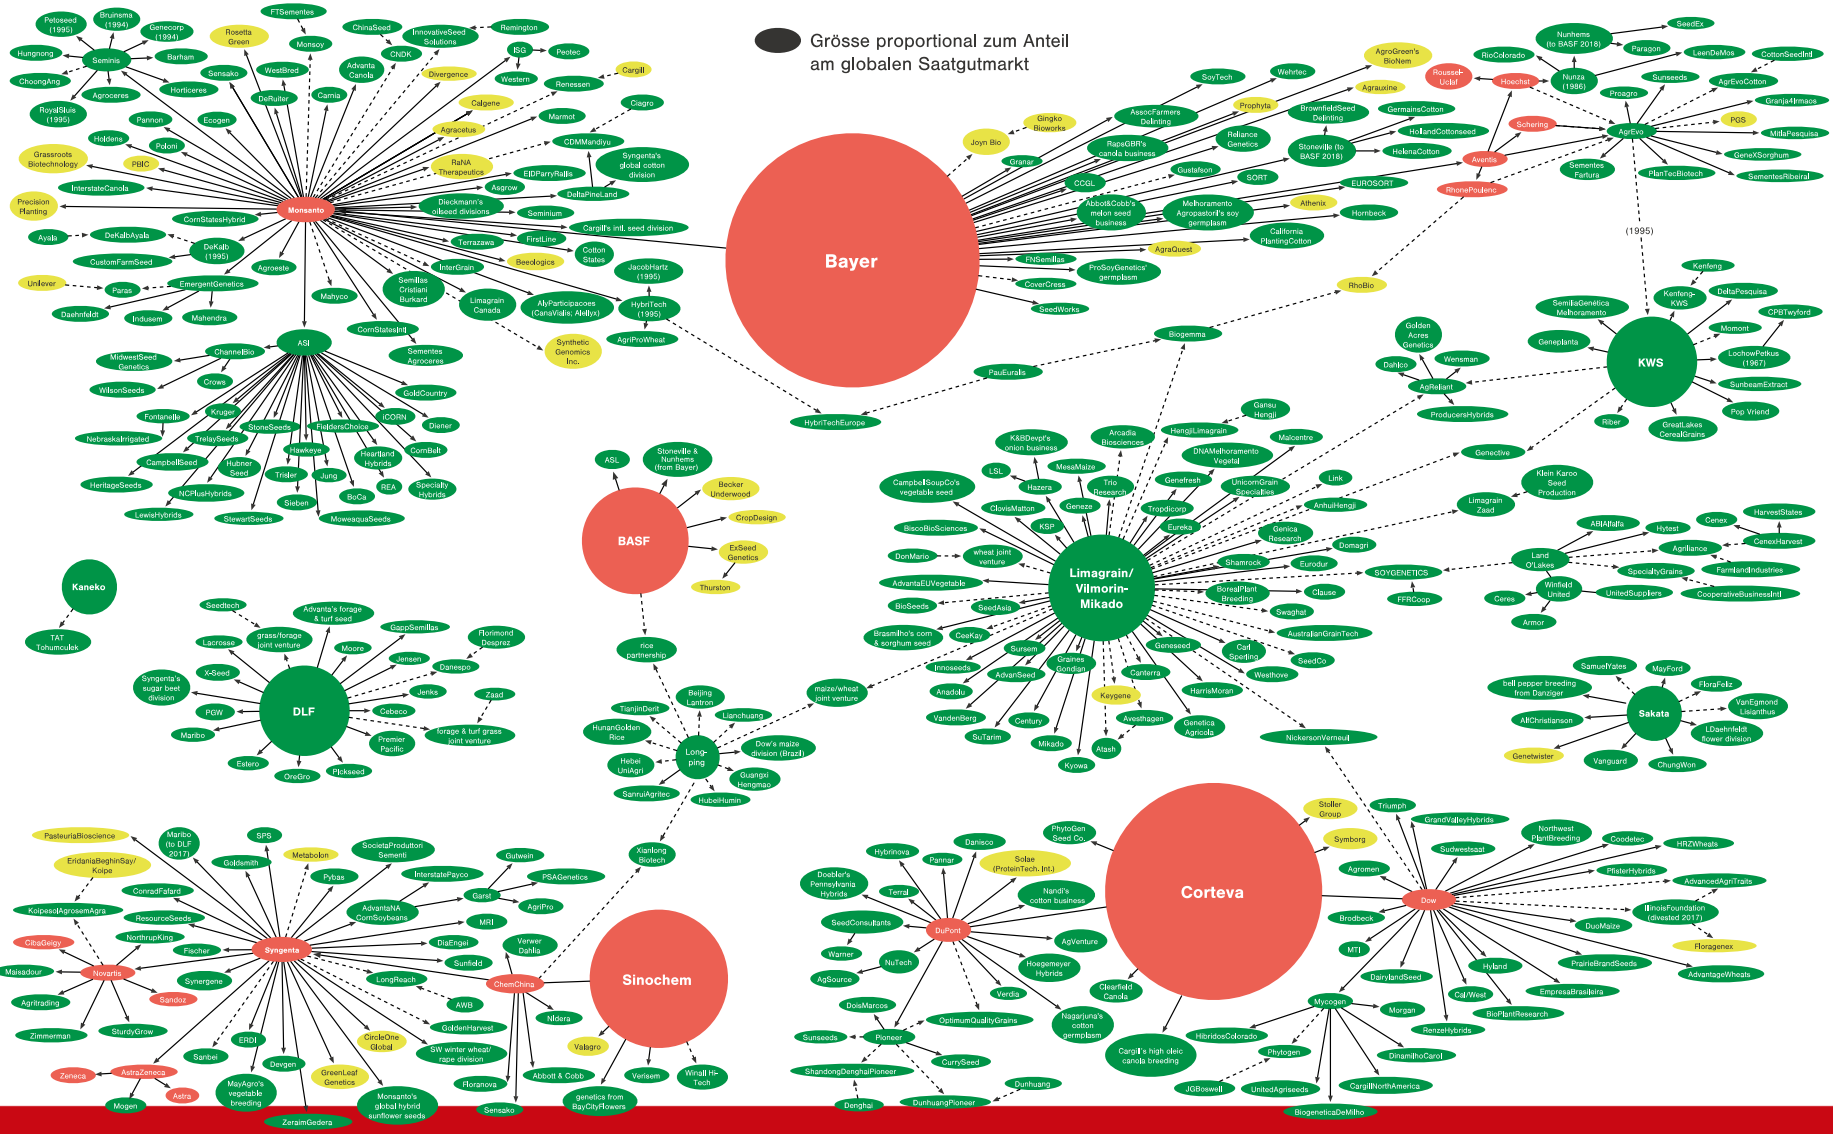 Grösse proportional zum Anteil
am globalen Saatgutmarkt
Petoseed
(1995)
Bruinsma
(1994)
Genecorp
(1994)
Hungnong
Seminis
Barham
ChoongAng
Agroceres
Horticeres
RoyalSluis
(1995)
FTSementes
Rosetta
Green
Monsoy
ChinaSeed
CNDK
InnovativeSeed
Solutions
Remington
ISG
Peotec
Western
Sensako
WestBred
Advanta
Canola
Divergence
Renessen
Cargill
DeRuiter
Carnia
Calgene
Ciagro
Pannon
Ecogen
Agracetus
Marmot
Holdens
Poloni
CDMMandiyu
Grassroots
Biotechnology
PBIC
RaNA
Therapeutics
Syngenta's
global cotton
division
InterstateCanola
EIDParryRallis
Asgrow
DeltaPineLand
Precision
Planting
CornStatesHybrid
Monsanto
Dieckmann's
oilseed divisions
Seminium
Cargill's intl. seed division
Ayala
DeKalbAyala
DeKalb
(1995)
CustomFarmSeed
Agroeste
Terrazawa
FirstLine
Cotton
States
Beeologics
InterGrain
Unilever
Paras
EmergentGenetics
Daehnfeldt
Indusem
Mahendra
Mahyco
Semillas
Cristiani
Burkard
Limagrain
Canada
AlyParticipacoes
(CanaVialis; Alellyx)
JacobHartz
(1995)
HybriTech
(1995)
AgriProWheat
CornStatesIntl
Sementes
Agroceres
Synthetic
Genomics
Inc.
ASI
MidwestSeed
Genetics
ChannelBio
WilsonSeeds
Crows
GoldCountry
Fontanelle
Kruger
iCORN
Diener
NebraskaIrrigated
StoneSeeds
FieldersChoice
TrelaySeeds
Hawkeye
Heartland
Hybrids
CornBelt
CampbellSeed
Hubner
Seed
Trisler
Jung
HeritageSeeds
NCPlusHybrids
Sieben
BoCa
REA
Specialty
Hybrids
LewisHybrids
StewartSeeds
MoweaquaSeeds
Bayer
Joyn Bio
Gingko
Bioworks
SoyTech
Wehrtec
AgroGreen's
BioNem
AssocFarmers
Delinting
Prophyta
Agrauxine
BrownfieldSeed
Delinting
GermainsCotton
Granar
RapsGBR's
canola business
Reliance
Genetics
Stoneville (to
BASF 2018)
HollandCottonseed
HelenaCotton
CCGL
Gustafson
SORT
EUROSORT
Abbot&Cobb's
melon seed
business
Melhoramento
Agropastoril's soy
germplasm
Athenix
Hornbeck
AgraQuest
California
PlantingCotton
FNSemillas
ProSoyGenetics'
germplasm
CoverCress
SeedWorks
Nunhems
(to BASF 2018)
SeedEx
RioColorado
Paragon
Roussel-
Uclaf
Hoechst
Nunza
(1986)
LeenDeMos
CottonSeedIntl
Sunseeds
AgrEvoCotton
Proagro
Granja4Irmaos
Schering
AgrEvo
PGS
MitlaPesquisa
Aventis
Sementes
Fartura
PlanTecBiotech
GeneXSorghum
SementesRibeiral
RhonePoulenc
(1995)
RhoBio
Biogemma
PauEuralis
HybriTechEurope
Kenfeng
SemiliaGenética
Melhoramento
Kenfeng-
KWS
DeltaPesquisa
CPBTwyford
Geneplanta
Momont
KWS
LochowPetkus
(1967)
SunbeamExtract
Pop Vriend
Riber
GreatLakes
CerealGrains
Golden
Acres
Genetics
Dahlco
Wensman
AgReliant
ProducersHybrids
Genective
ASL
Stoneville &
Nunhems
(from Bayer)
Becker
Underwood
BASF
CropDesign
ExSeed
Genetics
Thurston
rice
partnership
K&BDevpt's
onion business
Arcadia
Biosciences
HengjiLimagrain
Gansu
Hengji
LSL
MesaMaize
DNAMelhoramento
Vegetal
Malcentre
CampbellSoupCo's
vegetable seed
Hazera
Trio
Research
Genefresh
UnicornGrain
Specialties
Link
ClovisMatton
Geneze
Tropdicorp
AnhuiHengji
Limagrain
Zaad
Klein Karoo
Seed
Production
BiscoBioSciences
KSP
Eureka
Genica
Research
Domagri
DonMario
wheat joint
venture
Limagrain/
Vilmorin-
Mikado
Shamrock
Eurodur
AdvantaEUVegetable
SOYGENETICS
FFRCoop
BioSeeds
SeedAsia
BorealPlant
Breeding
Clause
Swaghat
Brasmilho's corn
& sorghum seed
CeeKay
AustralianGrainTech
Sursem
Graines
Gondian
Geneseed
Carl
Sperling
SeedCo
Innoseeds
AdvanSeed
Canterra
Westhove
Anadolu
Keygene
HarrisMoran
VandenBerg
Century
Avesthagen
Genetica
Agricola
SuTarim
Mikado
Atash
Kyowa
NickersonVerneuil
maize/wheat
joint venture
ABIAlfalfa
Hytest
Cenex
HarvestStates
Land
O'Lakes
Agriliance
CenexHarvest
SpecialtyGrains
FarmlandIndustries
Ceres
Winfield
United
UnitedSuppliers
CooperativeBusinessIntl
Armor
Kaneko
TAT
Tohumculek
Seedtech
Advanta's forage
& turf seed
grass/forage
joint venture
GappSemillas
Florimond
Desprez
Lacrosse
Moore
Jensen
Danespo
X-Seed
Syngenta's
sugar beet
division
Jenks
Zaad
PGW
DLF
Cebeco
Maribo
Premier
Pacific
forage & turf grass
joint venture
Estero
OreGro
Pickseed
TianjinDerit
Beijing
Lantron
Lianchuang
HunanGolden
Rice
Long-
ping
Dow's maize
division (Brazil)
Hebei
UniAgri
Guangxi
Hengmao
SanruiAgritec
HubeiHumin
Xianlong
Biotech
SamuelYates
MayFord
bell pepper breeding
from Danziger
FloraFeliz
VanEgmond
Lisianthus
AlfChristianson
Sakata
LDaehnfeldt
flower division
Genetwister
Vanguard
ChungWon
PasteuriaBioscience
Maribo
(to DLF
2017)
SPS
SocietaProduttori
Sementi
EridaniaBeghinSay/
Koipe
Goldsmith
Metabolon
Gutwein
Pybas
InterstatePayco
PSAGenetics
ConradFafard
Garst
KoipesolAgrosemAgra
AdvantaNA
CornSoybeans
AgriPro
ResourceSeeds
MRI
CibaGeigy
NorthrupKing
Fischer
Syngenta
DiaEngei
Verwer
Dahlia
Sunfield
Maisadour
Novartis
Synergene
LongReach
ChemChina
Sinochem
Agritrading
Sandoz
AWB
Nidera
Zimmerman
SturdyGrow
ERDI
CircleOne
Global
GoldenHarvest
Valagro
Sanbei
SW winter wheat/
rape division
Devgen
Zeneca
AstraZeneca
GreenLeaf
Genetics
Floranova
Abbott & Cobb
Verisem
Winall Hi-
Tech
Astra
MayAgro's
vegetable
breeding
Monsanto's
global hybrid
sunflower seeds
Mogen
Sensako
genetics from
BayCityFlowers
ZeraimGedera
Corteva
PhytoGen
Seed Co.
Stoller
Group
Symborg
Hybrinova
Danisco
Pannar
Solae
(ProteinTech. Int.)
Doebler's
Pennsylvania
Hybrids
Terral
Nandi's
cotton business
SeedConsultants
DuPont
AgVenture
Warner
NuTech
Hoegemeyer
Hybrids
AgSource
Verdia
Clearfield
Canola
DoisMarcos
OptimumQualityGrains
Nagarjuna's
cotton
germplasm
Cargill's high oleic
canola breeding
Sunseeds
Pioneer
CurrySeed
ShandongDenghaiPioneer
Dunhuang
Denghai
DunhuangPioneer
Triumph
GrandValleyHybrids
Northwest
PlantBreeding
Coodetec
HRZWheats
Sudwestsaat
Agromen
PfisterHybrids
AdvancedAgriTraits
Dow
IllinoisFoundation
(divested 2017)
Brodbeck
DuoMaize
Floragenex
MTI
PrairieBrandSeeds
AdvantageWheats
DairylandSeed
Hyland
Cal/West
EmpresaBrasileira
Mycogen
Morgan
BioPlantResearch
RenzeHybrids
HibridosColorado
Phytogen
DinamilhoCarol
JGBoswell
UnitedAgriseeds
CargillNorthAmerica
BiogeneticaDeMilho